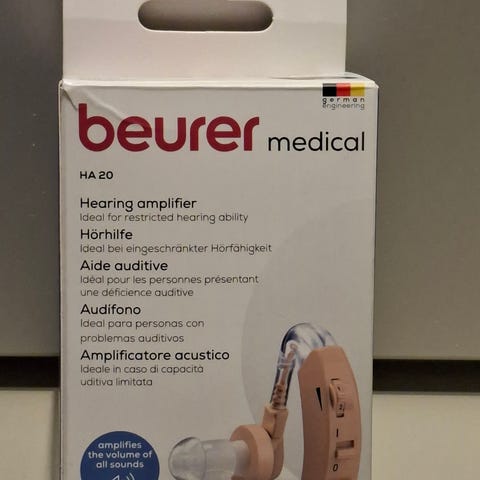 german
engineering
beurer medical
HA 20
Hearing amplifier
Ideal for restricted hearing ability
Hörhilfe
Ideal bei eingeschränkter Hörfähigkeit
Aide auditive
Idéal pour les personnes présentant
une déficience auditive
Audífono
Ideal para personas con
problemas auditivos
Amplificatore acustico
Ideale in caso di capacità
uditiva limitata
amplifies
the volume of
all sounds
I
O